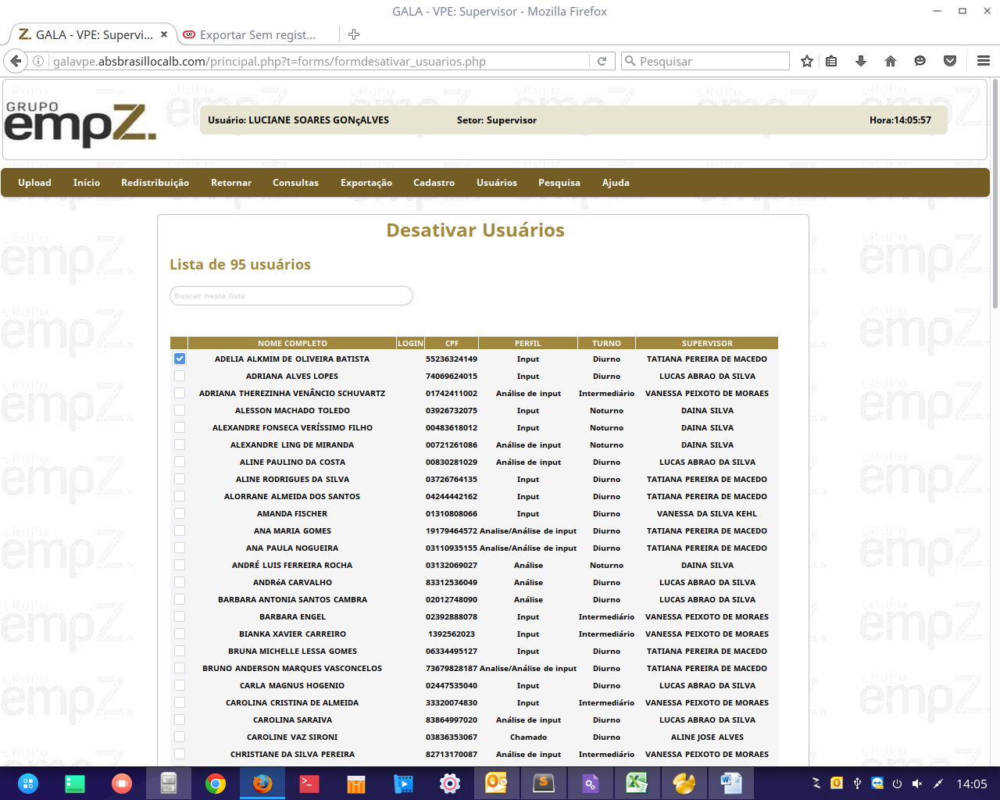 GALA - VPE: Supervisor - Mozilla Firefox
GALA - VPE: Supervi...
Exportar Sem regist...
galavpe.absbrasillocalb.com/principal.php?t=forms/formdesativar_usuarios.php
Pesquisar
GRUPO
empZ.
Usuário: LUCIANE SOARES GONçALVES
Setor: Supervisor
Hora:14:05:57
Upload Início Redistribuição Retornar Consultas Exportação Cadastro Usuários Pesquisa Ajuda
Desativar Usuários
Lista de 95 usuários
Buscar nesta lista
NOME COMPLETO LOGIN CPF PERFIL TURNO SUPERVISOR
ADELIA ALKMIM DE OLIVEIRA BATISTA 55236324149 Input Diurno TATIANA PEREIRA DE MACEDO
ADRIANA ALVES LOPES 74069624015 Input Diurno LUCAS ABRAO DA SILVA
ADRIANA THEREZINHA VENÂNCIO SCHUVARTZ 01742411002 Análise de input Intermediário VANESSA PEIXOTO DE MORAES
ALESSON MACHADO TOLEDO 03926732075 Input Noturno DAINA SILVA
ALEXANDRE FONSECA VERÍSSIMO FILHO 00483618012 Input Noturno DAINA SILVA
ALEXANDRE LING DE MIRANDA 00721261086 Análise de input Noturno DAINA SILVA
ALINE PAULINO DA COSTA 00830281029 Análise de input Diurno LUCAS ABRAO DA SILVA
ALINE RODRIGUES DA SILVA 03726764135 Input Diurno TATIANA PEREIRA DE MACEDO
ALORRANE ALMEIDA DOS SANTOS 04244442162 Input Diurno TATIANA PEREIRA DE MACEDO
AMANDA FISCHER 01310808066 Input Diurno VANESSA DA SILVA KEHL
ANA MARIA GOMES 19179464572 Analise/Análise de input Diurno TATIANA PEREIRA DE MACEDO
ANA PAULA NOGUEIRA 03110935155 Analise/Análise de input Diurno TATIANA PEREIRA DE MACEDO
ANDRÉ LUIS FERREIRA ROCHA 03132069027 Análise Noturno DAINA SILVA
ANDRéA CARVALHO 83312536049 Análise Diurno LUCAS ABRAO DA SILVA
BARBARA ANTONIA SANTOS CAMBRA 02012748090 Análise Diurno LUCAS ABRAO DA SILVA
BARBARA ENGEL 02392888078 Input Intermediário VANESSA PEIXOTO DE MORAES
BIANKA XAVIER CARREIRO 1392562023 Input Intermediário VANESSA PEIXOTO DE MORAES
BRUNA MICHELLE LESSA GOMES 06334495127 Input Diurno TATIANA PEREIRA DE MACEDO
BRUNO ANDERSON MARQUES VASCONCELOS 73679828187 Analise/Análise de input Diurno TATIANA PEREIRA DE MACEDO
CARLA MAGNUS HOGENIO 02447535040 Input Diurno LUCAS ABRAO DA SILVA
CAROLINA CRISTINA DE ALMEIDA 33320074830 Input Intermediário VANESSA PEIXOTO DE MORAES
CAROLINA SARAIVA 83864997020 Análise de input Diurno LUCAS ABRAO DA SILVA
CAROLINE VAZ SIRONI 03836353067 Chamado Diurno ALINE JOSE ALVES
CHRISTIANE DA SILVA PEREIRA 82713170087 Análise de input Intermediário VANESSA PEIXOTO DE MORAES
14:05